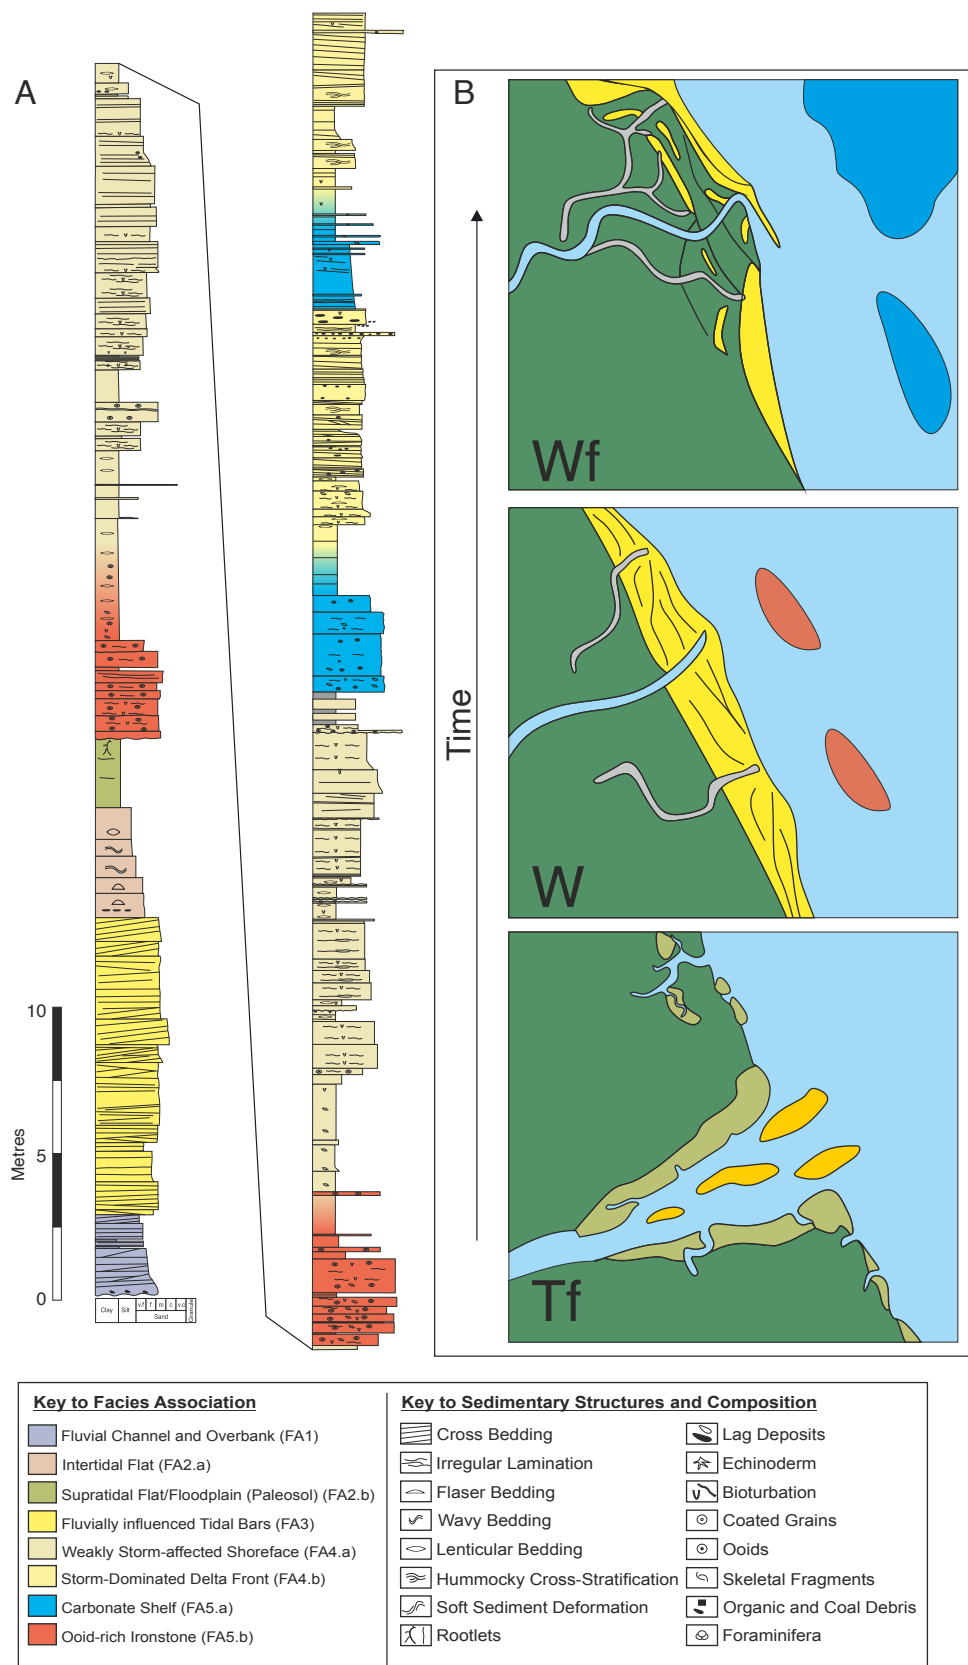 A
B
Wf
W
Tf
Time
10
5
0
Metres
Clay
Silt
v.f
f
m
c
v.c
Sand
Granule
Key to Facies Association
Fluvial Channel and Overbank (FA1)
Intertidal Flat (FA2.a)
Supratidal Flat/Floodplain (Paleosol) (FA2.b)
Fluvially influenced Tidal Bars (FA3)
Weakly Storm-affected Shoreface (FA4.a)
Storm-Dominated Delta Front (FA4.b)
Carbonate Shelf (FA5.a)
Ooid-rich Ironstone (FA5.b)
Key to Sedimentary Structures and Composition
Cross Bedding
Irregular Lamination
Flaser Bedding
Wavy Bedding
Lenticular Bedding
Hummocky Cross-Stratification
Soft Sediment Deformation
Rootlets
Lag Deposits
Echinoderm
Bioturbation
Coated Grains
Ooids
Skeletal Fragments
Organic and Coal Debris
Foraminifera